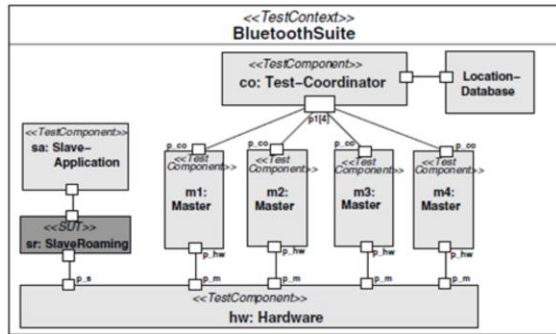 <<TestContext>>
BluetoothSuite
<<TestComponent>>
co: Test-Coordinator
Location-
Database
p1[4]
<<TestComponent>>
sa: Slave-
Application
p_co
p_co
p_co
p_co
<<Test
Component>>
m1:
Master
<<Test
Component>>
m2:
Master
<<Test
Component>>
m3:
Master
<<Test
Component>>
m4:
Master
<<SUT>>
sr: SlaveRoaming
p_hw
p_hw
p_hw
p_hw
p_s
p_m
p_m
p_m
p_m
<<TestComponent>>
hw: Hardware